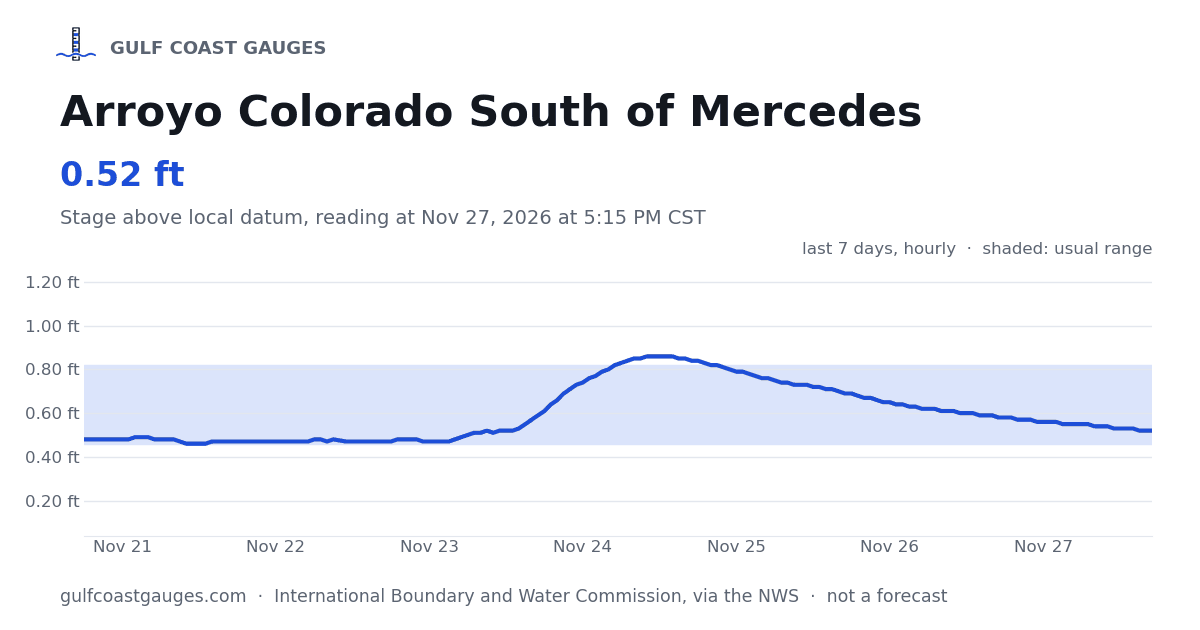 GULF COAST GAUGES
Arroyo Colorado South of Mercedes
0.52 ft
Stage above local datum, reading at Nov 27, 2026 at 5:15 PM CST
last 7 days, hourly · shaded: usual range
1.20 ft
1.00 ft
0.80 ft
0.60 ft
0.40 ft
0.20 ft
Nov 21 Nov 22 Nov 23 Nov 24 Nov 25 Nov 26 Nov 27
gulfcoastgauges.com · International Boundary and Water Commission, via the NWS · not a forecast